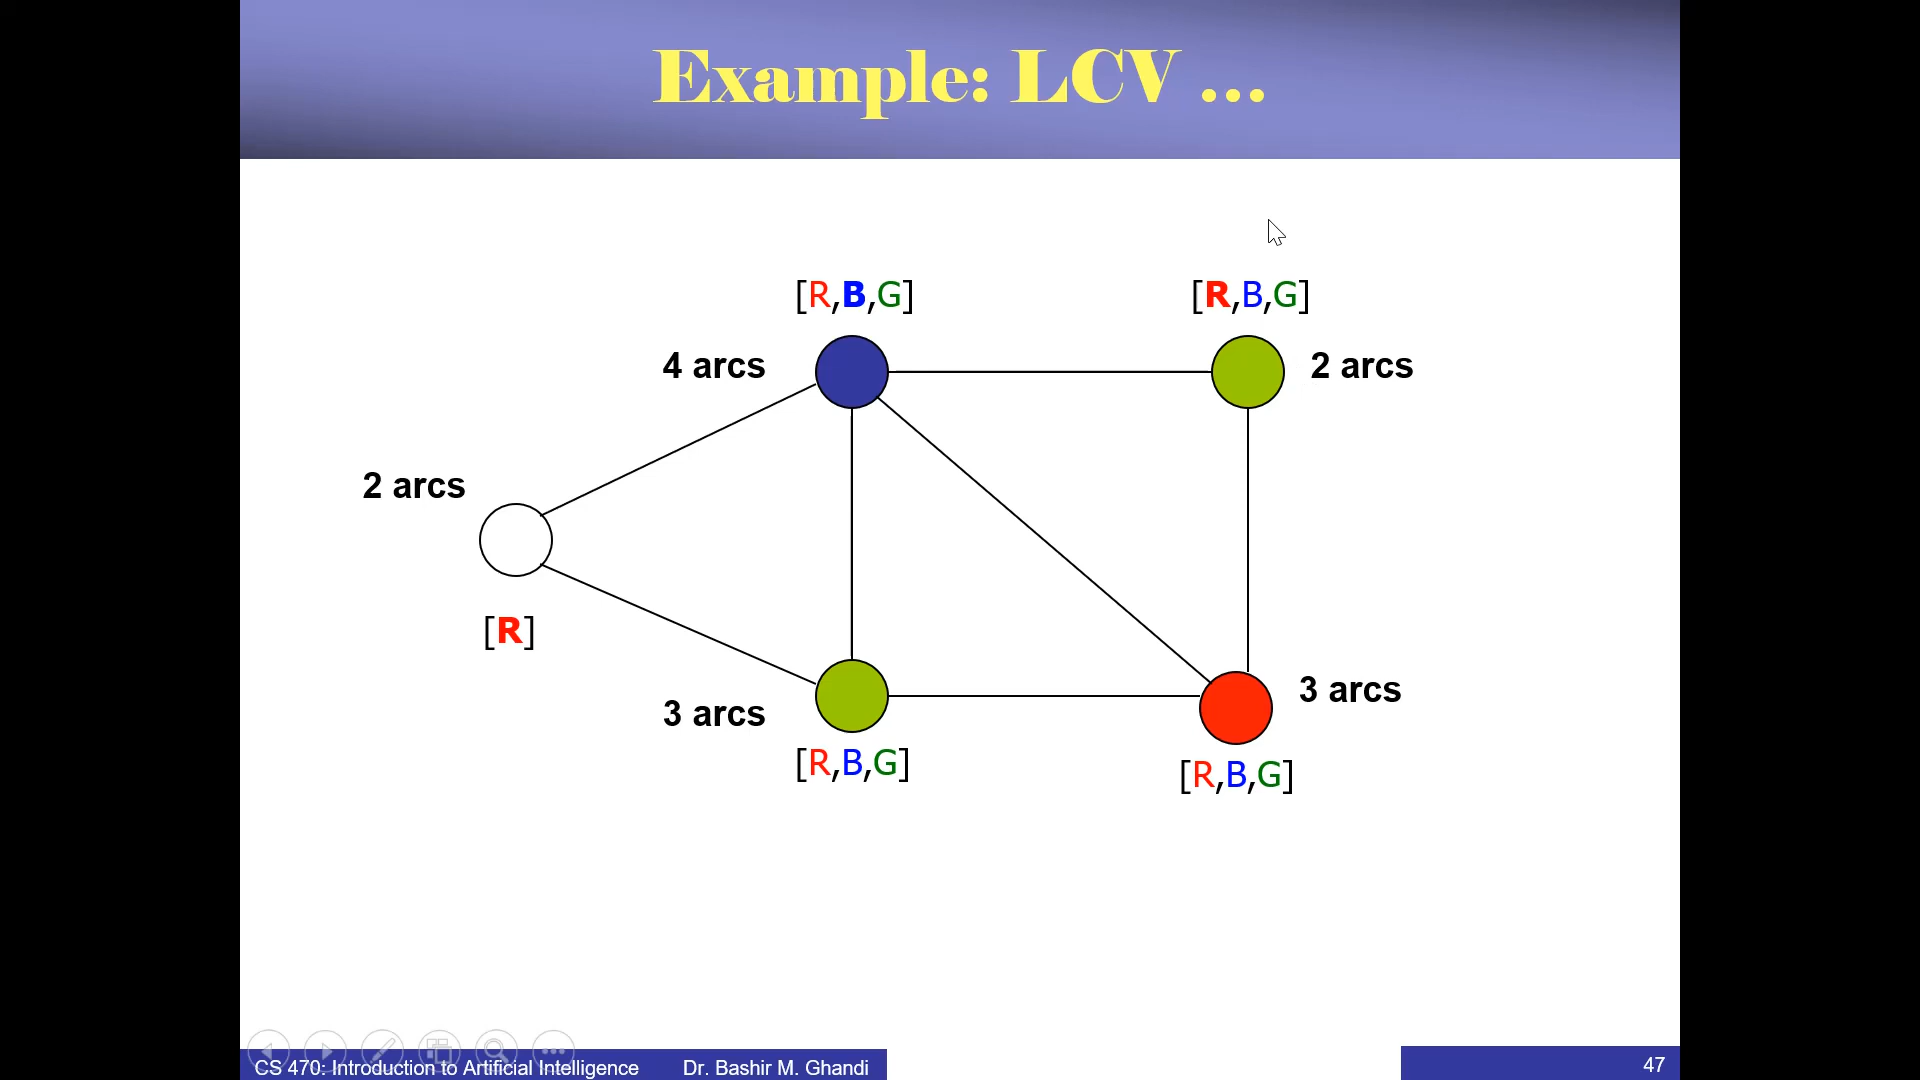 Example: LCV ...
[R,B,G]
[R,B,G]
4 arcs
2 arcs
2 arcs
[R]
3 arcs
3 arcs
[R,B,G]
[R,B,G]
CS 470: Introduction to Artificial Intelligence
Dr. Bashir M. Ghandi
47